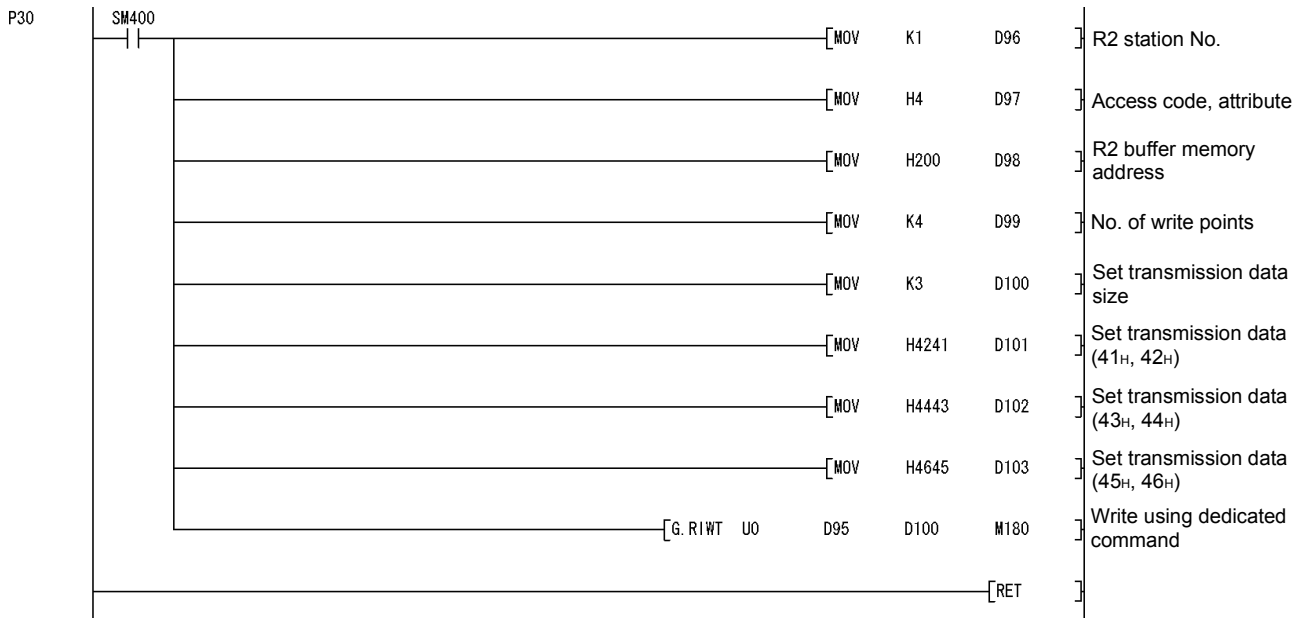 P30 SM400
MOV K1 D96 R2 station No.
MOV H4 D97 Access code, attribute
MOV H200 D98 R2 buffer memory
address
MOV K4 D99 No. of write points
MOV K3 D100 Set transmission data
size
MOV H4241 D101 Set transmission data
(41H, 42H)
MOV H4443 D102 Set transmission data
(43H, 44H)
MOV H4645 D103 Set transmission data
(45H, 46H)
G.RIWT U0 D95 D100 M180 Write using dedicated
command
RET